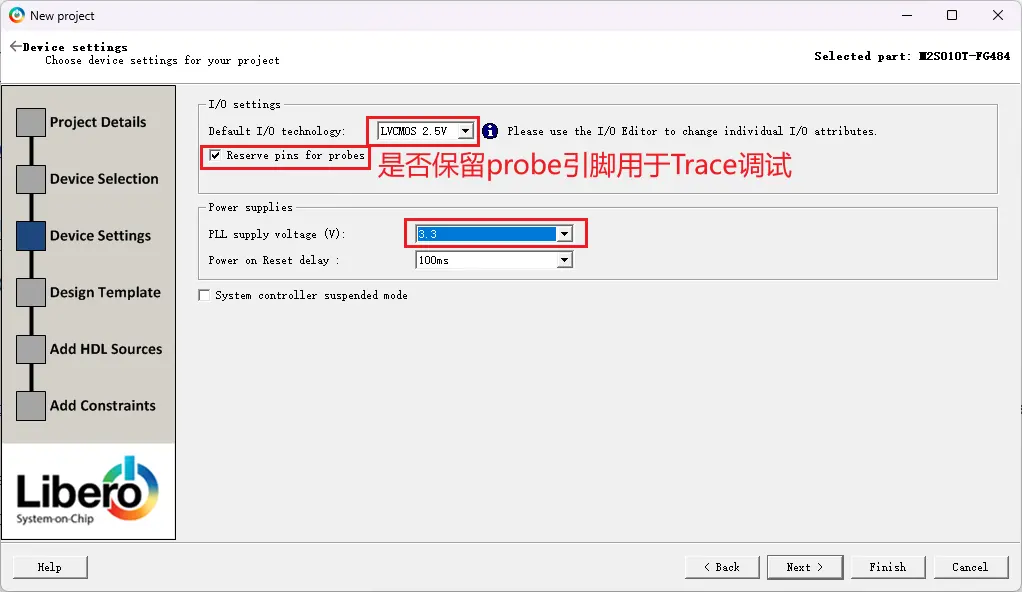 New project
Device settings
Choose device settings for your project
Selected part: M2S010T-FG484
Project Details
Device Selection
Device Settings
Design Template
Add HDL Sources
Add Constraints
Libero
System-on-Chip
I/O settings
Default I/O technology: LVCMOS 2.5V Please use the I/O Editor to change individual I/O attributes.
Reserve pins for probes 是否保留probe引脚用于Trace调试
Power supplies
PLL supply voltage (V): 3.3
Power on Reset delay : 100ms
System controller suspended mode
Help < Back Next > Finish Cancel